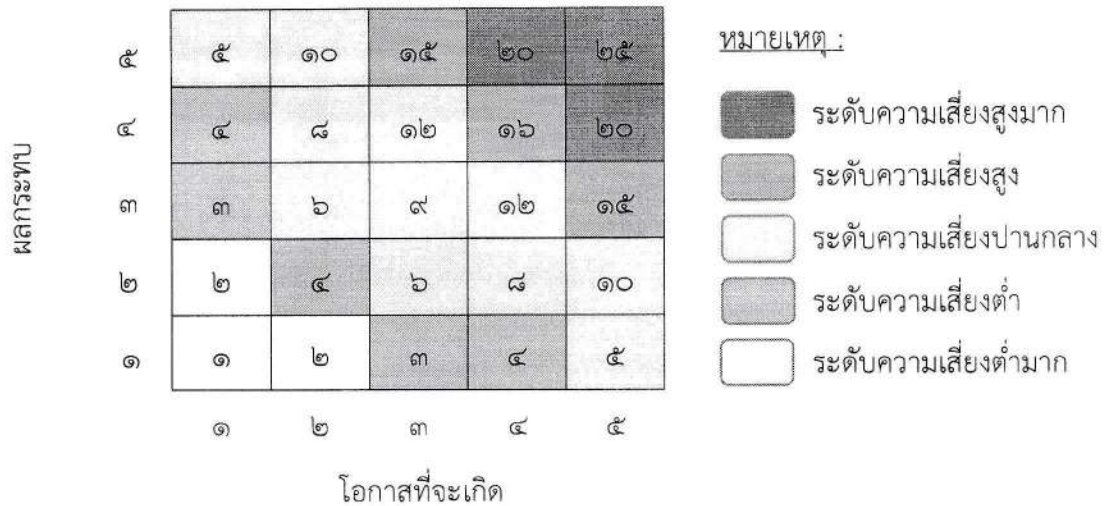 ผลกระทบ
๕ ๕ ๑๐ ๑๕ ๒๐ ๒๕
๔ ๔ ๘ ๑๒ ๑๖ ๒๐
๓ ๓ ๖ ๙ ๑๒ ๑๕
๒ ๒ ๔ ๖ ๘ ๑๐
๑ ๑ ๒ ๓ ๔ ๕
๑ ๒ ๓ ๔ ๕
โอกาสที่จะเกิด
หมายเหตุ :
ระดับความเสี่ยงสูงมาก
ระดับความเสี่ยงสูง
ระดับความเสี่ยงปานกลาง
ระดับความเสี่ยงต่ำ
ระดับความเสี่ยงต่ำมาก